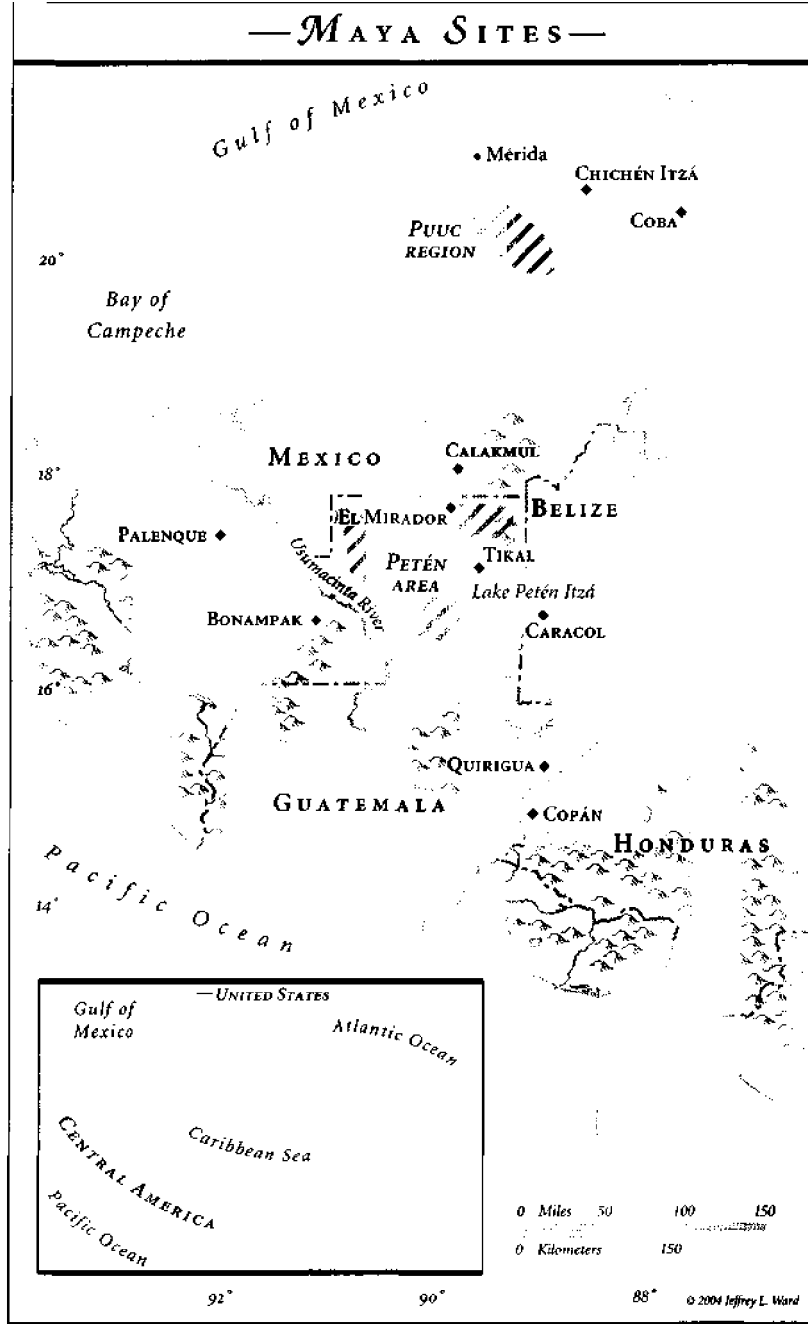 —MAYA SITES—
Gulf of Mexico
Mérida
CHICHÉN ITZÁ
COBA
PUUC
REGION
20°
Bay of
Campeche
MEXICO
CALAKMUL
18°
EL MIRADOR
BELIZE
PALENQUE
Usumacinta River
PETÉN
AREA
TIKAL
Lake Petén Itzá
BONAMPAK
CARACOL
16°
QUIRIGUA
GUATEMALA
COPÁN
HONDURAS
Pacific Ocean
14°
—UNITED STATES
Gulf of
Mexico
Atlantic Ocean
Caribbean Sea
CENTRAL AMERICA
Pacific Ocean
0 Miles 50 100 150
0 Kilometers 150
92° 90° 88°
© 2004 Jeffrey L. Ward